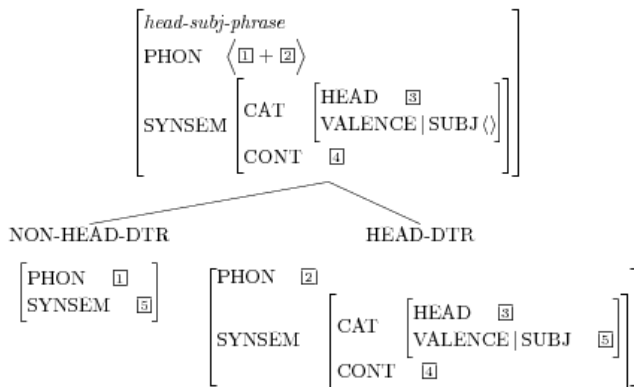 head-subj-phrase
PHON ⟨1 + 2⟩
HEAD 3
CAT
VALENCE | SUBJ ⟨⟩
SYNSEM
CONT 4
NON-HEAD-DTR HEAD-DTR
PHON 1
SYNSEM 5
PHON 2
HEAD 3
CAT
VALENCE | SUBJ 5
SYNSEM
CONT 4